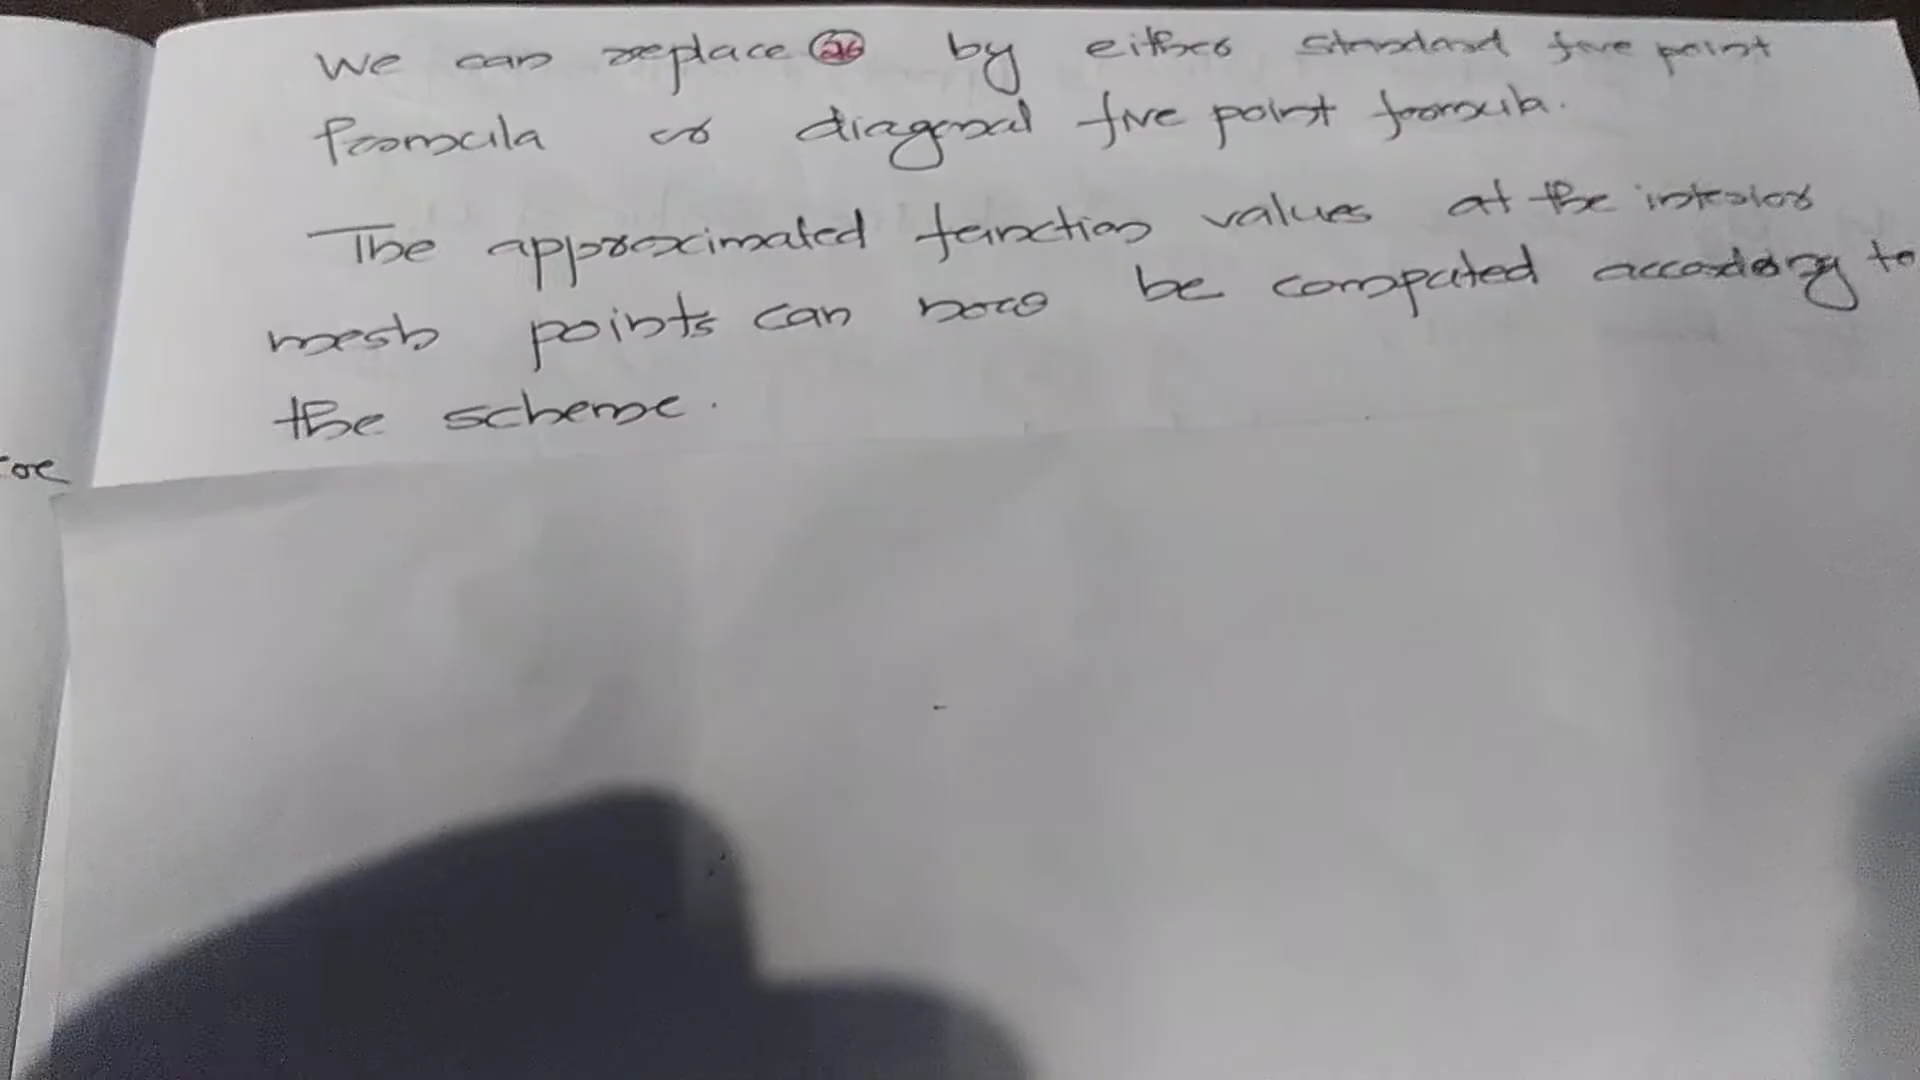 We can replace (26) by either standard five point
formula or diagonal five point formula.
The approximated function values at the interior
mesh points can now be computed according to
the scheme.